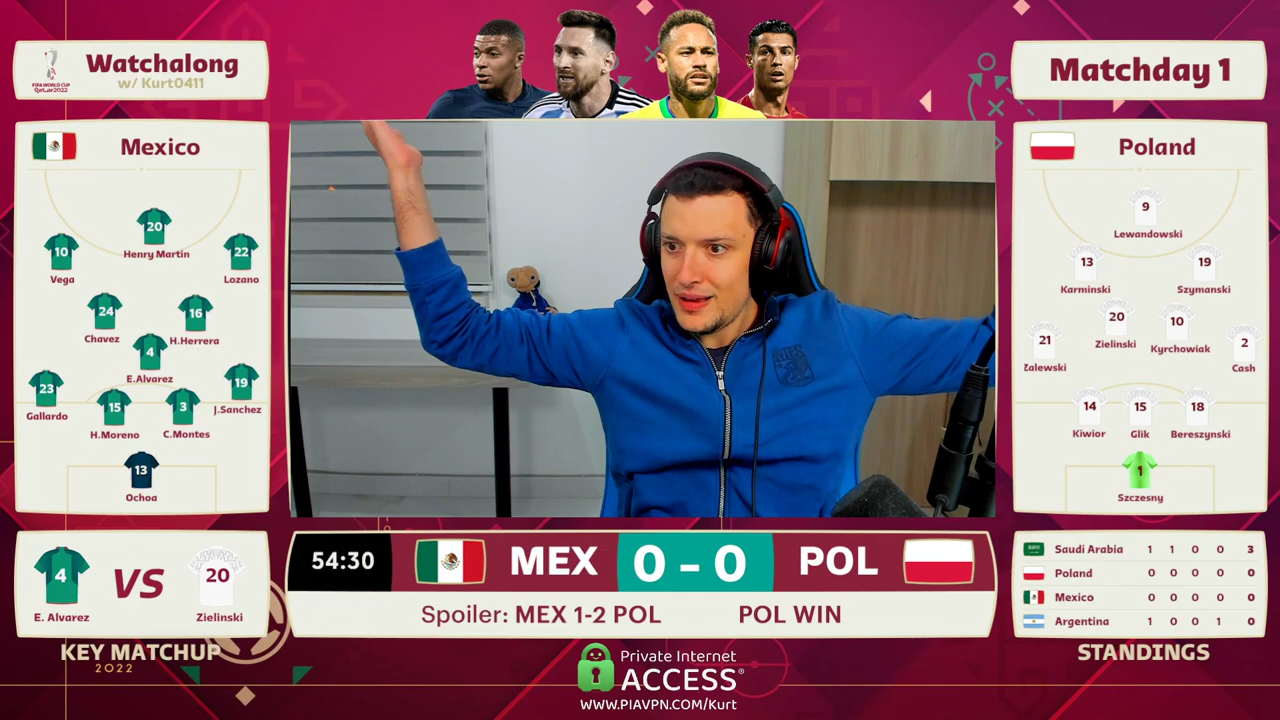 FIFA WORLD CUP
Qatar2022
Watchalong
w/ Kurt0411
Matchday 1
Mexico
20
Henry Martin
10
Vega
22
Lozano
24
Chavez
16
H.Herrera
4
E.Alvarez
23
Gallardo
19
J.Sanchez
15
H.Moreno
3
C.Montes
13
Ochoa
Poland
9
Lewandowski
13
Karminski
19
Szymanski
20
Zielinski
10
Kyrchowiak
21
Zalewski
2
Cash
14
Kiwior
15
Glik
18
Bereszynski
1
Szczesny
4
VS
20
E. Alvarez
Zielinski
KEY MATCHUP
2022
54:30
MEX
0 - 0
POL
Spoiler: MEX 1-2 POL
POL WIN
Saudi Arabia 1 1 0 0 3
Poland 0 0 0 0 0
Mexico 0 0 0 0 0
Argentina 1 0 0 1 0
STANDINGS
Private Internet
ACCESS®
WWW.PIAVPN.COM/Kurt